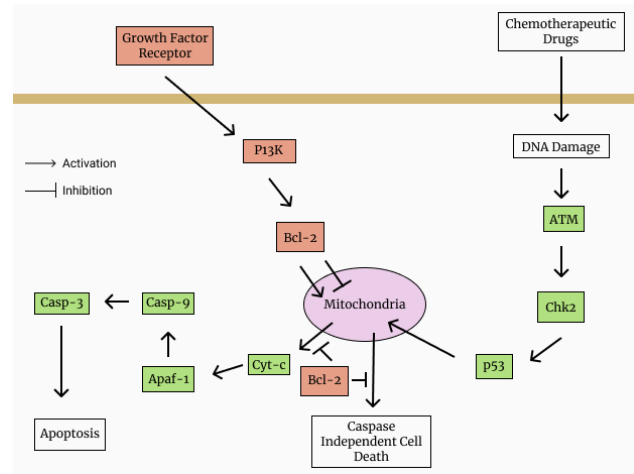 Growth Factor
Receptor
Chemotherapeutic
Drugs
P13K
DNA Damage
Activation
Inhibition
ATM
Bcl-2
Casp-3
Casp-9
Mitochondria
Chk2
Cyt-c
p53
Apaf-1
Bcl-2
Apoptosis
Caspase
Independent Cell
Death